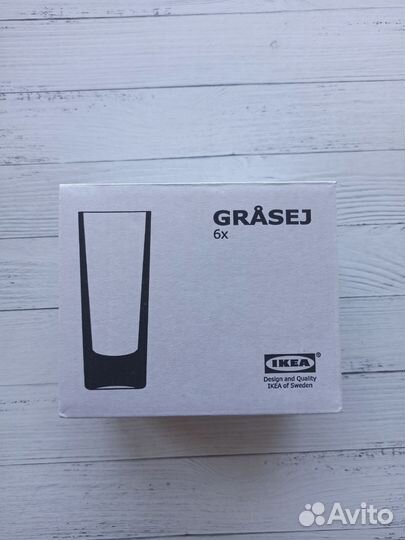 GRÅSEJ
6x
IKEA®
Design and Quality
IKEA of Sweden
Avito